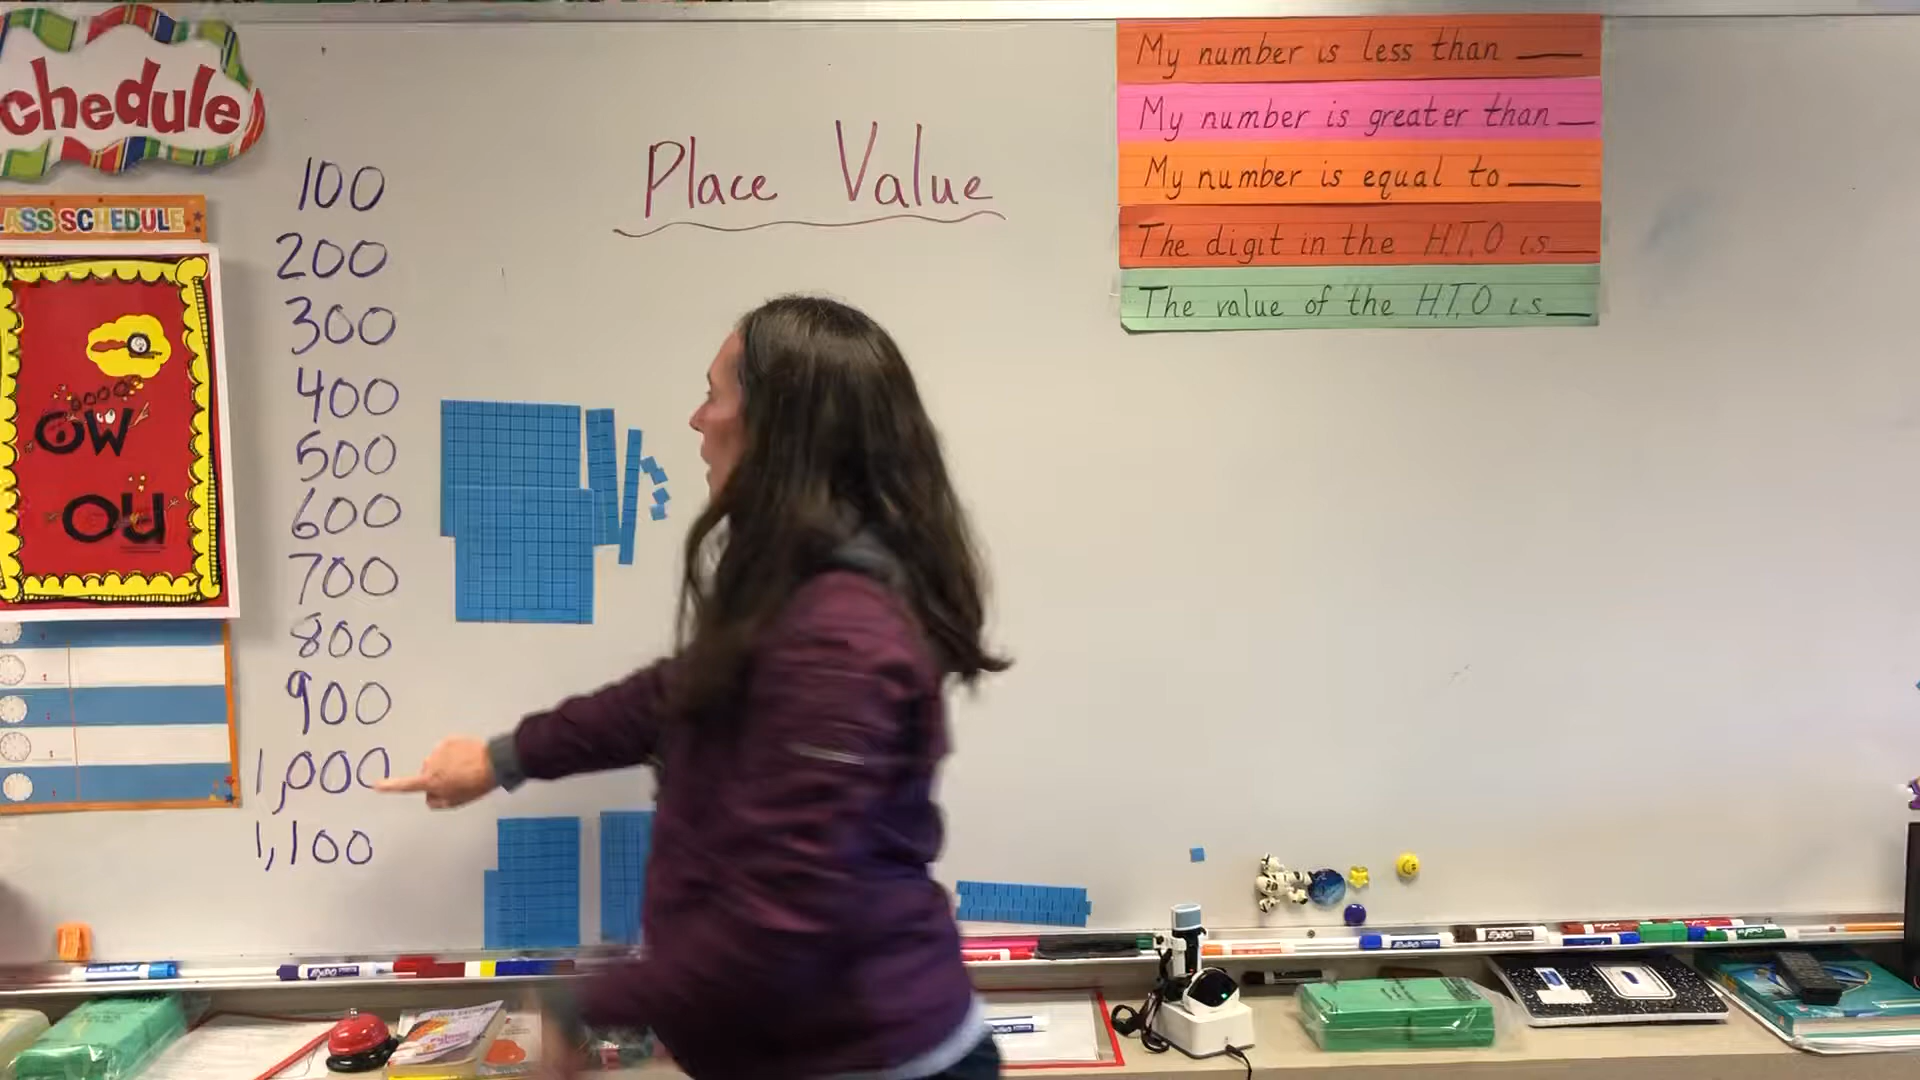 chedule
LASS SCHEDULE
ow
ou
100
200
300
400
500
600
700
800
900
1,000
1,100
Place Value
My number is less than ___
My number is greater than ___
My number is equal to ___
The digit in the H,T,O is ___
The value of the H,T,O is ___